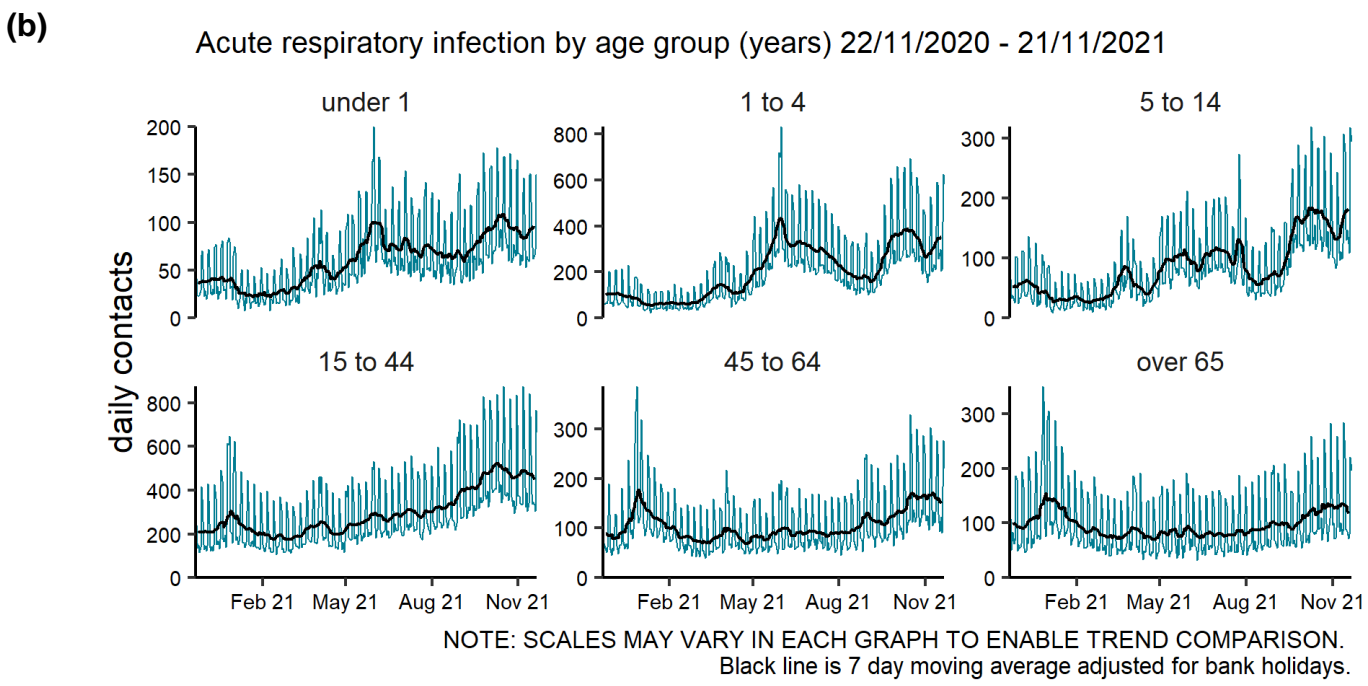 (b)
Acute respiratory infection by age group (years) 22/11/2020 - 21/11/2021
under 1
1 to 4
5 to 14
200
150
100
50
0
800
600
400
200
0
300
200
100
0
daily contacts
15 to 44
45 to 64
over 65
800
600
400
200
0
300
200
100
0
300
200
100
0
Feb 21 May 21 Aug 21 Nov 21
Feb 21 May 21 Aug 21 Nov 21
Feb 21 May 21 Aug 21 Nov 21
NOTE: SCALES MAY VARY IN EACH GRAPH TO ENABLE TREND COMPARISON.
Black line is 7 day moving average adjusted for bank holidays.